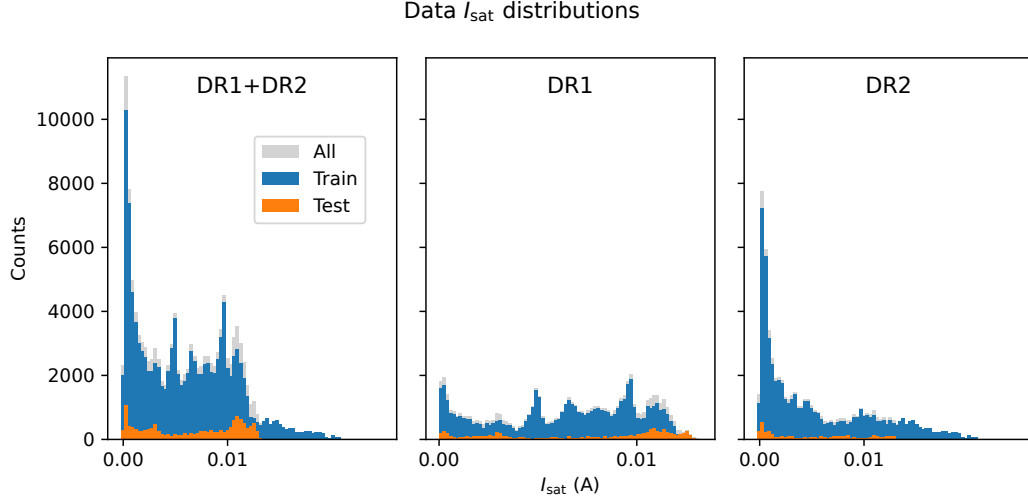 Data I_sat distributions
DR1+DR2
DR1
DR2
All
Train
Test
Counts
10000
8000
6000
4000
2000
0
0.00
0.01
0.00
0.01
0.00
0.01
I_sat (A)